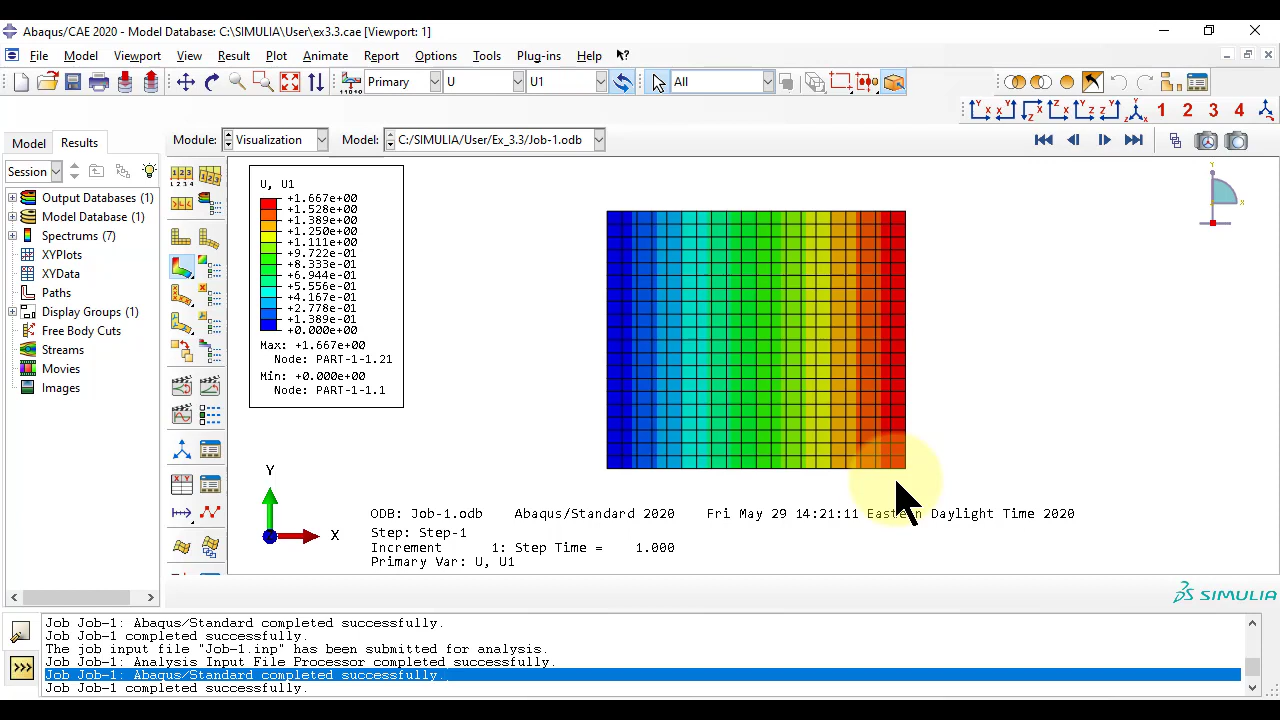 Abaqus/CAE 2020 - Model Database: C:\SIMULIA\User\ex3.3.cae [Viewport: 1]
File Model Viewport View Result Plot Animate Report Options Tools Plug-ins Help
Primary U U1 All
1 2 3 4
Model Results Module: Visualization Model: C:/SIMULIA/User/Ex_3.3/Job-1.odb
Session
Output Databases (1)
Model Database (1)
Spectrums (7)
XYPlots
XYData
Paths
Display Groups (1)
Free Body Cuts
Streams
Movies
Images
U, U1
+1.667e+00
+1.528e+00
+1.389e+00
+1.250e+00
+1.111e+00
+9.722e-01
+8.333e-01
+6.944e-01
+5.556e-01
+4.167e-01
+2.778e-01
+1.389e-01
+0.000e+00
Max: +1.667e+00
Node: PART-1-1.21
Min: +0.000e+00
Node: PART-1-1.1
Y
X
Y
Z
X
ODB: Job-1.odb Abaqus/Standard 2020 Fri May 29 14:21:11 Eastern Daylight Time 2020
Step: Step-1
Increment 1: Step Time = 1.000
Primary Var: U, U1
SIMULIA
Job Job-1: Abaqus/Standard completed successfully.
Job Job-1 completed successfully.
The job input file "Job-1.inp" has been submitted for analysis.
Job Job-1: Analysis Input File Processor completed successfully.
Job Job-1: Abaqus/Standard completed successfully.
Job Job-1 completed successfully.